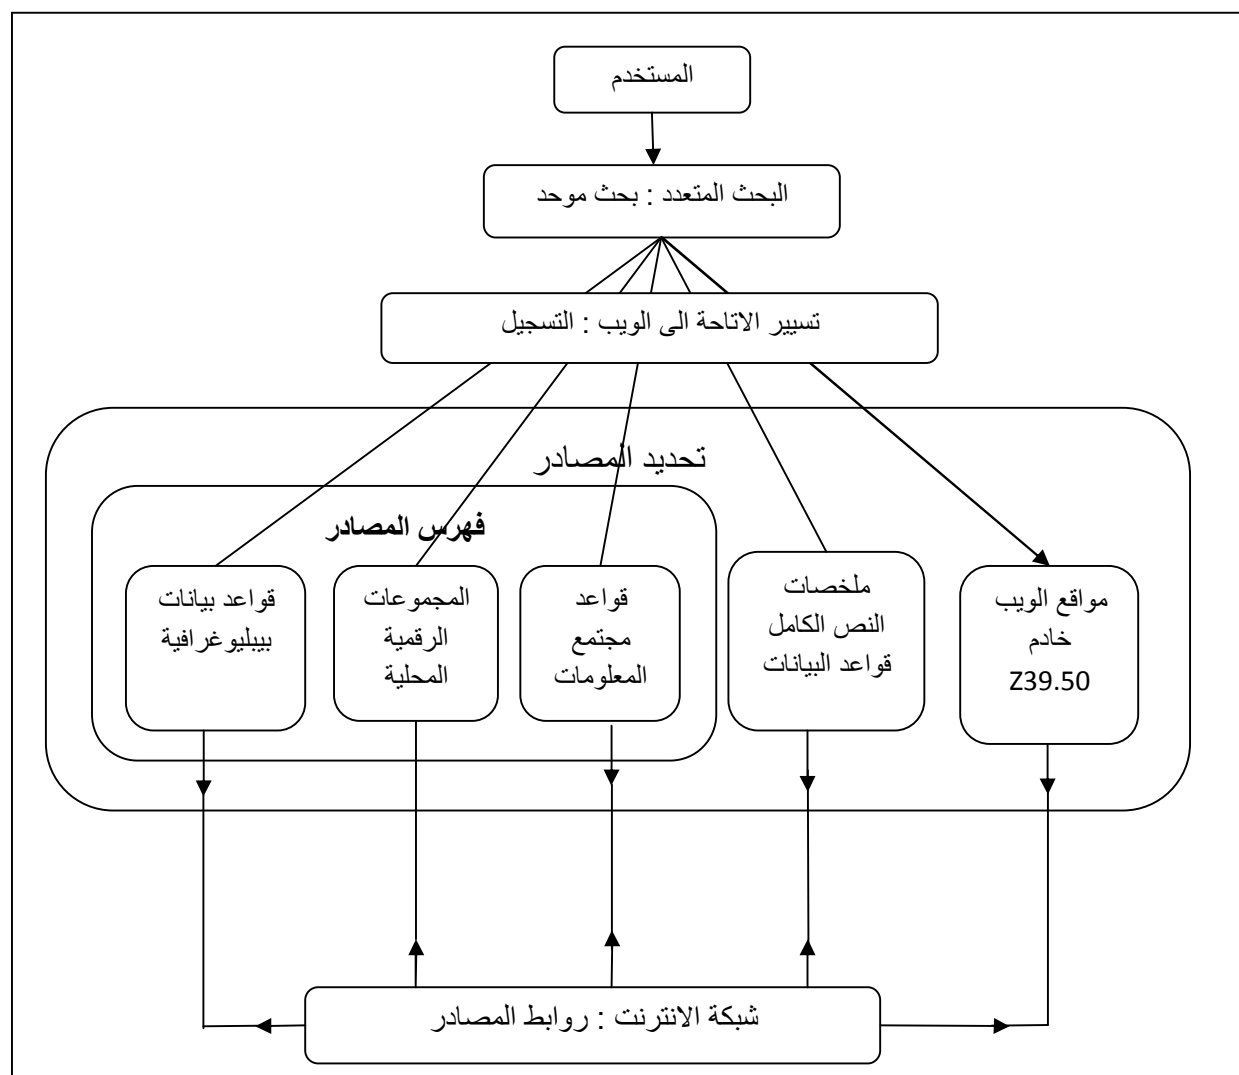 المستخدم
البحث المتعدد : بحث موحد
تسيير الاتاحة الى الويب : التسجيل
تحديد المصادر
فهرس المصادر
مواقع الويب
خادم
Z39.50
ملخصات
النص الكامل
قواعد البيانات
قواعد
مجتمع
المعلومات
المجموعات
الرقمية
المحلية
قواعد بيانات
بيبليوغرافية
شبكة الانترنت : روابط المصادر